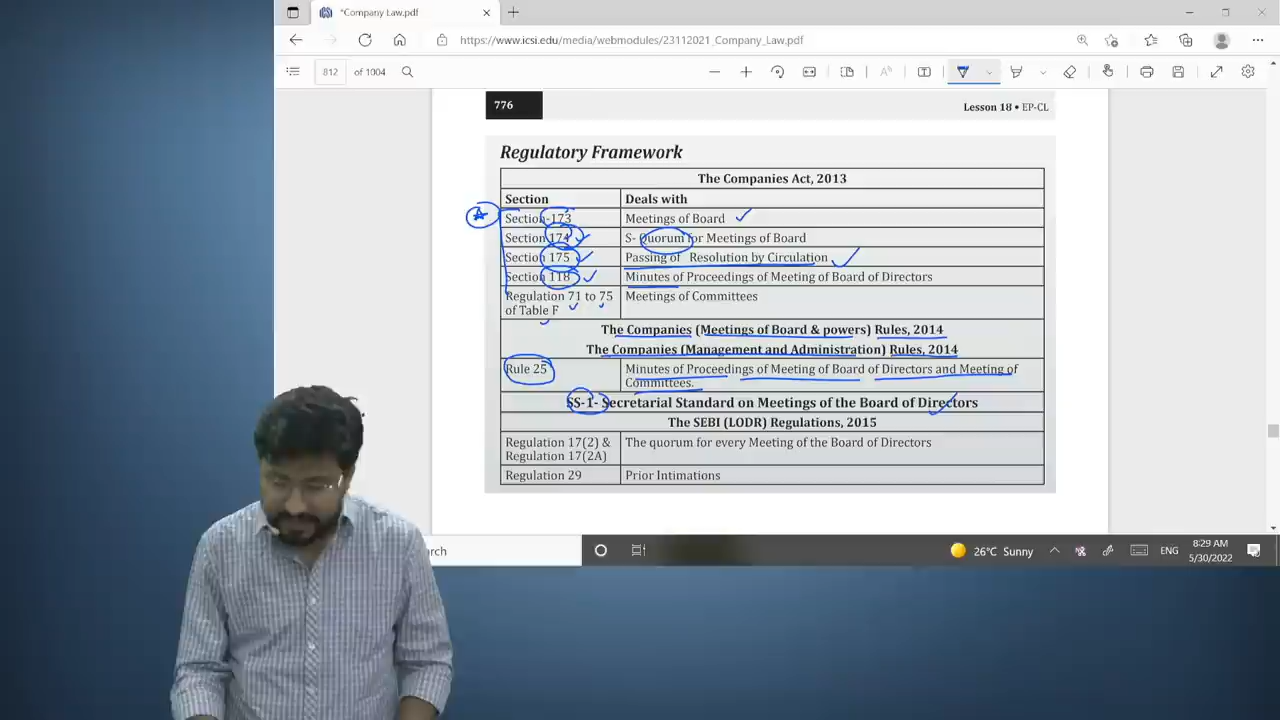 *Company Law.pdf
https://www.icsi.edu/media/webmodules/23112021_Company_Law.pdf
812 of 1004
776
Lesson 18 • EP-CL
Regulatory Framework
The Companies Act, 2013
Section Deals with
Section-173 Meetings of Board
Section 174 S- Quorum for Meetings of Board
Section 175 Passing of Resolution by Circulation
Section 118 Minutes of Proceedings of Meeting of Board of Directors
Regulation 71 to 75 Meetings of Committees
of Table F
The Companies (Meetings of Board & powers) Rules, 2014
The Companies (Management and Administration) Rules, 2014
Rule 25 Minutes of Proceedings of Meeting of Board of Directors and Meeting of
Committees.
SS-1- Secretarial Standard on Meetings of the Board of Directors
The SEBI (LODR) Regulations, 2015
Regulation 17(2) & The quorum for every Meeting of the Board of Directors
Regulation 17(2A)
Regulation 29 Prior Intimations
rch
26°C Sunny
ENG
8:29 AM
5/30/2022